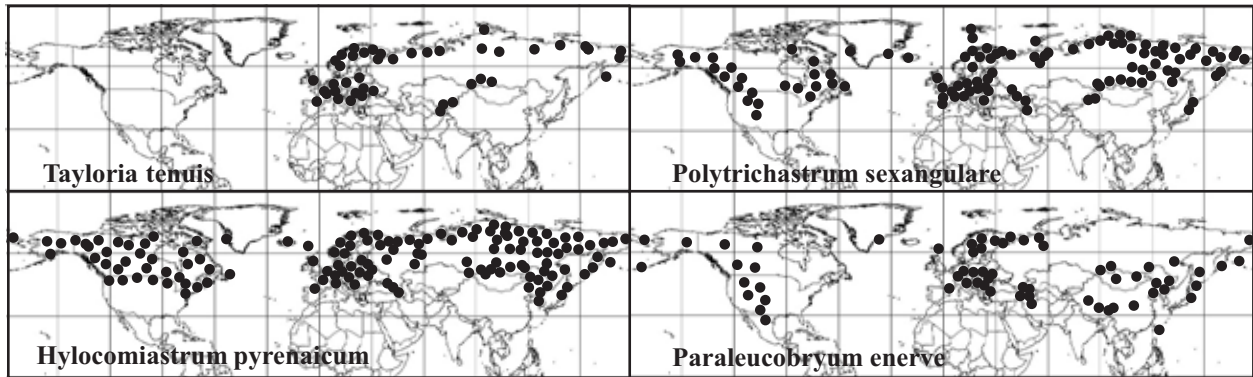 Tayloria tenuis
Polytrichastrum sexangulare
Hylocomiastrum pyrenaicum
Paraleucobryum enerve